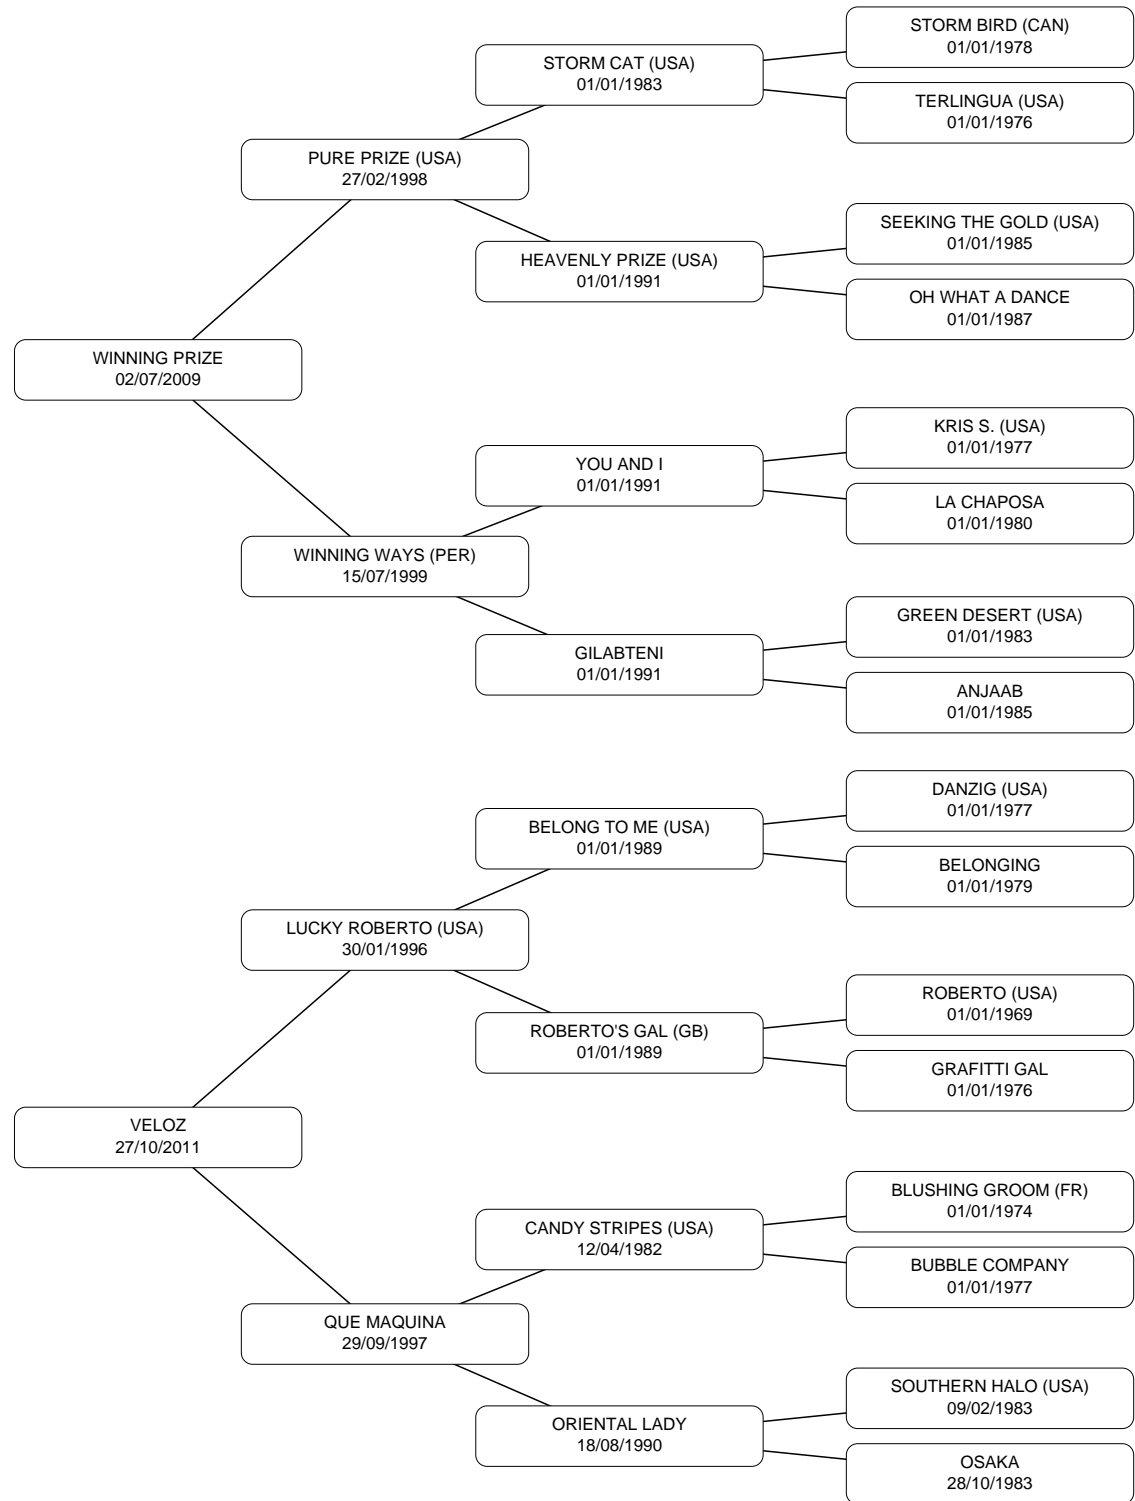 STORM BIRD (CAN)
01/01/1978
STORM CAT (USA)
01/01/1983
TERLINGUA (USA)
01/01/1976
PURE PRIZE (USA)
27/02/1998
SEEKING THE GOLD (USA)
01/01/1985
HEAVENLY PRIZE (USA)
01/01/1991
OH WHAT A DANCE
01/01/1987
WINNING PRIZE
02/07/2009
KRIS S. (USA)
01/01/1977
YOU AND I
01/01/1991
LA CHAPOSA
01/01/1980
WINNING WAYS (PER)
15/07/1999
GREEN DESERT (USA)
01/01/1983
GILABTENI
01/01/1991
ANJAAB
01/01/1985
DANZIG (USA)
01/01/1977
BELONG TO ME (USA)
01/01/1989
BELONGING
01/01/1979
LUCKY ROBERTO (USA)
30/01/1996
ROBERTO (USA)
01/01/1969
ROBERTO'S GAL (GB)
01/01/1989
GRAFITTI GAL
01/01/1976
VELOZ
27/10/2011
BLUSHING GROOM (FR)
01/01/1974
CANDY STRIPES (USA)
12/04/1982
BUBBLE COMPANY
01/01/1977
QUE MAQUINA
29/09/1997
SOUTHERN HALO (USA)
09/02/1983
ORIENTAL LADY
18/08/1990
OSAKA
28/10/1983